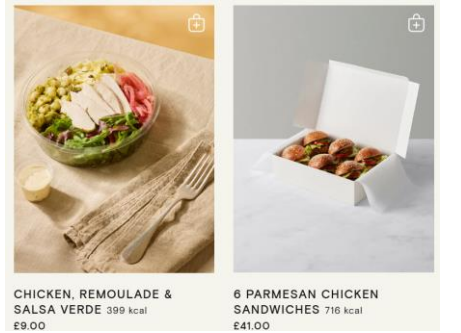 CHICKEN, REMOULADE &
SALSA VERDE 399 kcal
£9.00
6 PARMESAN CHICKEN
SANDWICHES 716 kcal
£41.00